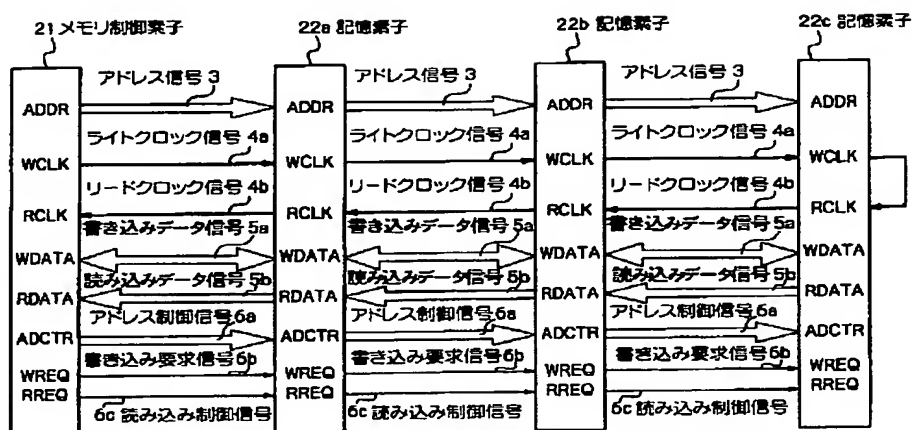 21 メモリ制御素子
22a 記憶素子
22b 記憶素子
22c 記憶素子
アドレス信号 3
アドレス信号 3
アドレス信号 3
ADDR
ADDR
ADDR
ADDR
ライトクロック信号 4a
ライトクロック信号 4a
ライトクロック信号 4a
WCLK
WCLK
WCLK
WCLK
リードクロック信号 4b
リードクロック信号 4b
リードクロック信号 4b
RCLK
RCLK
RCLK
RCLK
書き込みデータ信号 5a
書き込みデータ信号 5a
書き込みデータ信号 5a
WDATA
WDATA
WDATA
WDATA
読み込みデータ信号 5b
読み込みデータ信号 5b
読み込みデータ信号 5b
RDATA
RDATA
RDATA
RDATA
アドレス制御信号 6a
アドレス制御信号 6a
アドレス制御信号 6a
ADCTR
ADCTR
ADCTR
ADCTR
書き込み要求信号 6b
書き込み要求信号 6b
書き込み要求信号 6b
WREQ
WREQ
WREQ
WREQ
RREQ
RREQ
RREQ
RREQ
6c 読み込み制御信号
6c 読み込み制御信号
6c 読み込み制御信号